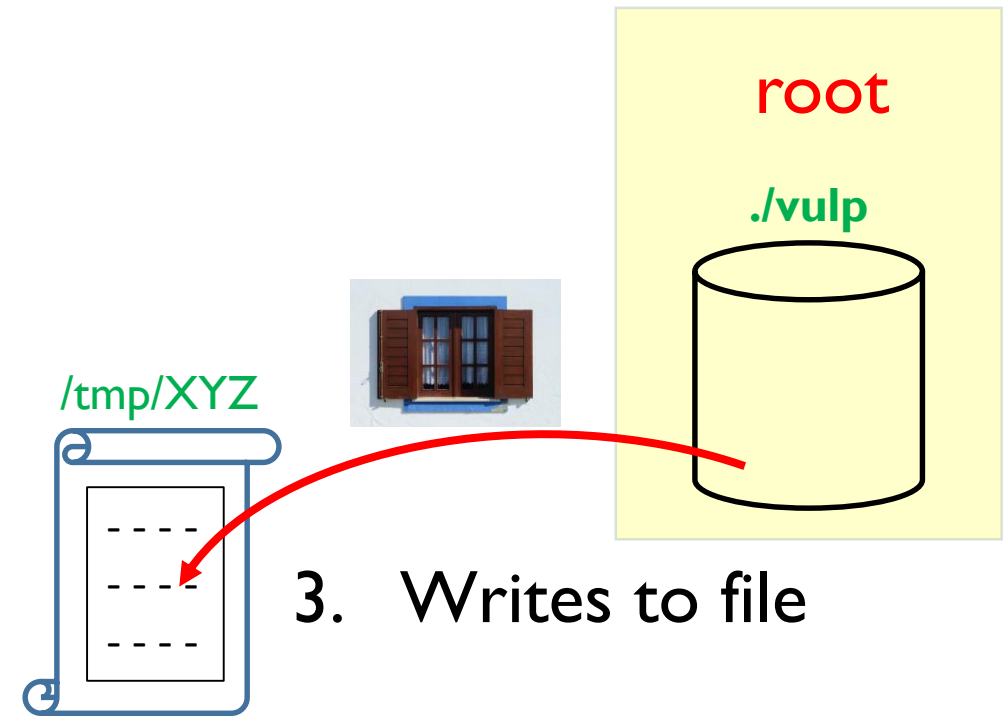 root
./vulp
/tmp/XYZ
- - - -
- - - -
- - - -
3. Writes to file